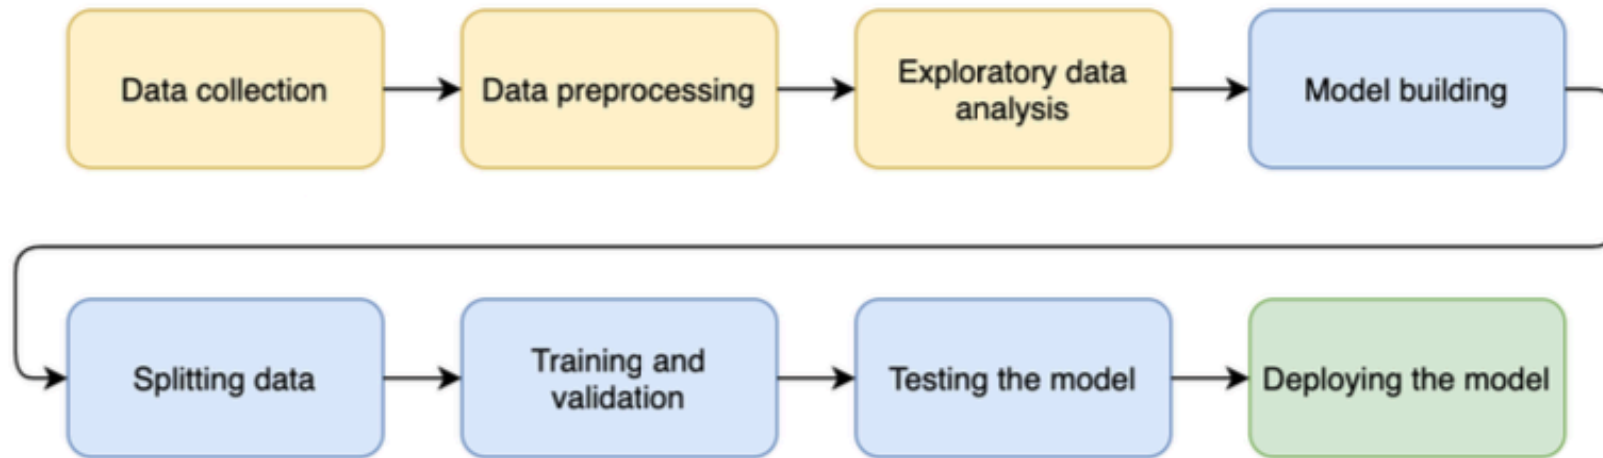 Data collection
Data preprocessing
Exploratory data
analysis
Model building
Splitting data
Training and
validation
Testing the model
Deploying the model